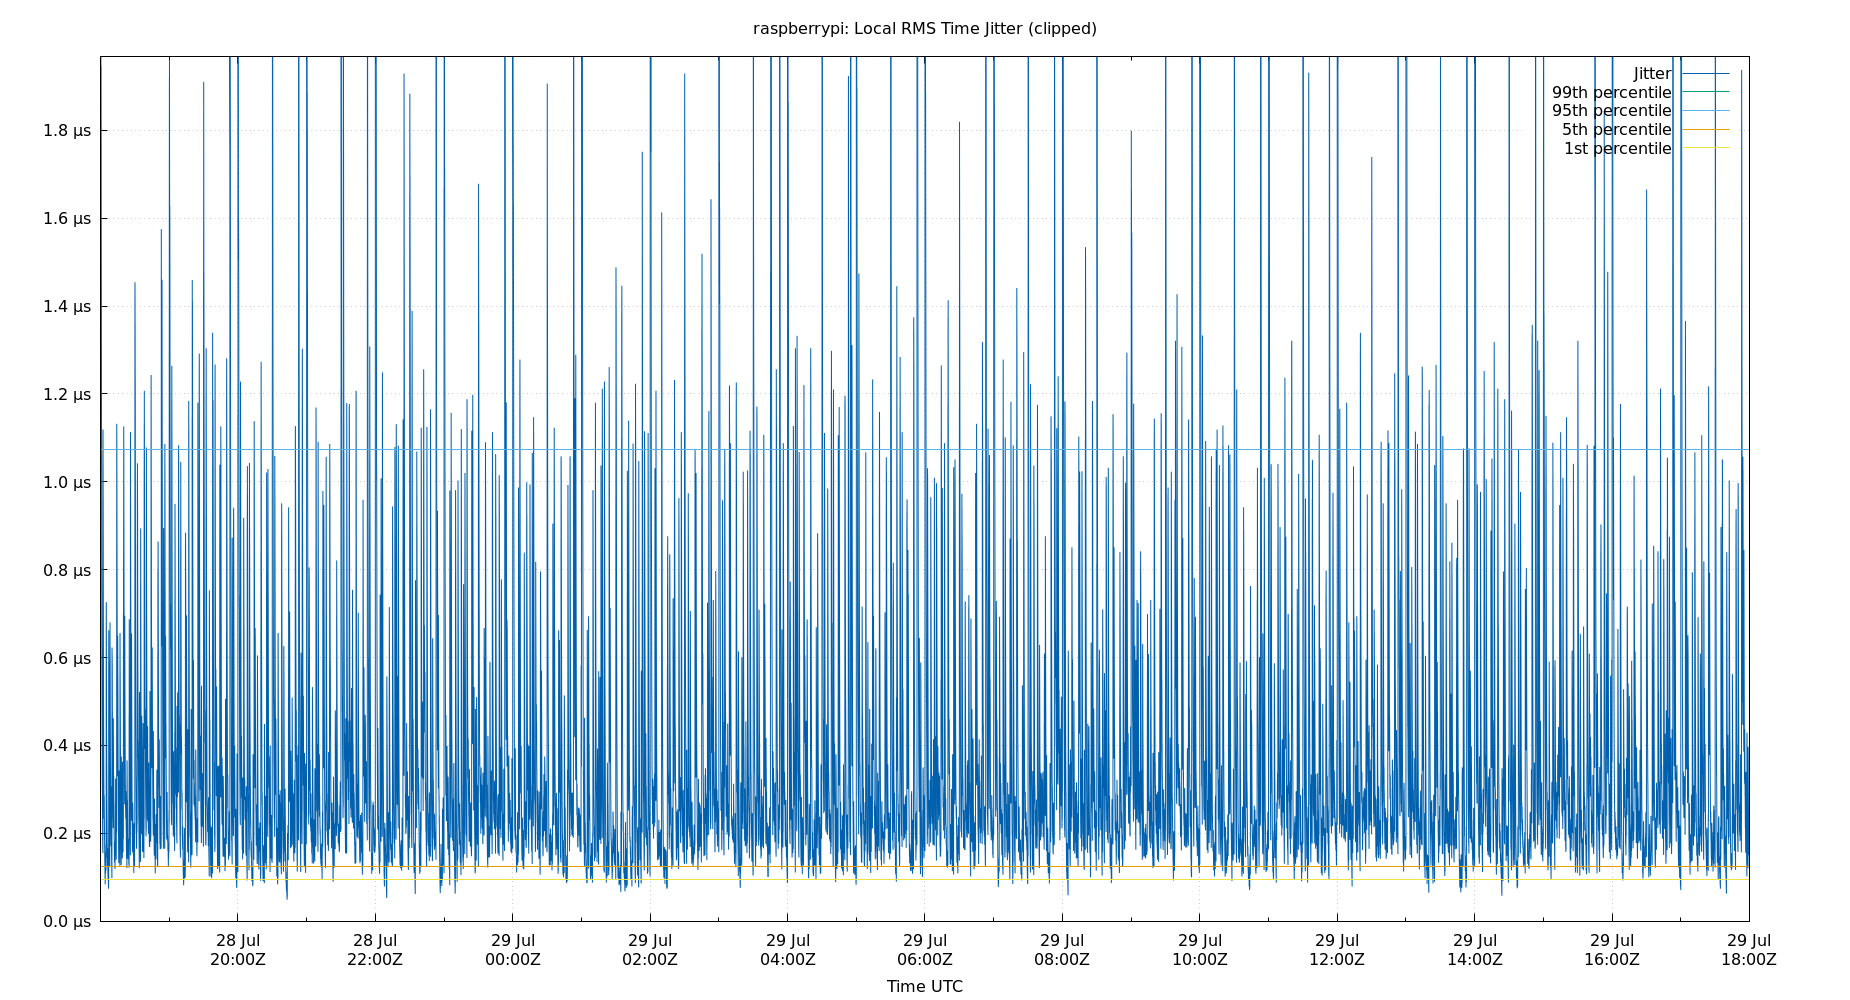 raspberrypi: Local RMS Time Jitter (clipped)
Jitter
99th percentile
95th percentile
5th percentile
1st percentile
1.8 µs
1.6 µs
1.4 µs
1.2 µs
1.0 µs
0.8 µs
0.6 µs
0.4 µs
0.2 µs
0.0 µs
28 Jul 28 Jul 29 Jul 29 Jul 29 Jul 29 Jul 29 Jul 29 Jul 29 Jul 29 Jul 29 Jul 29 Jul
20:00Z 22:00Z 00:00Z 02:00Z 04:00Z 06:00Z 08:00Z 10:00Z 12:00Z 14:00Z 16:00Z 18:00Z
Time UTC